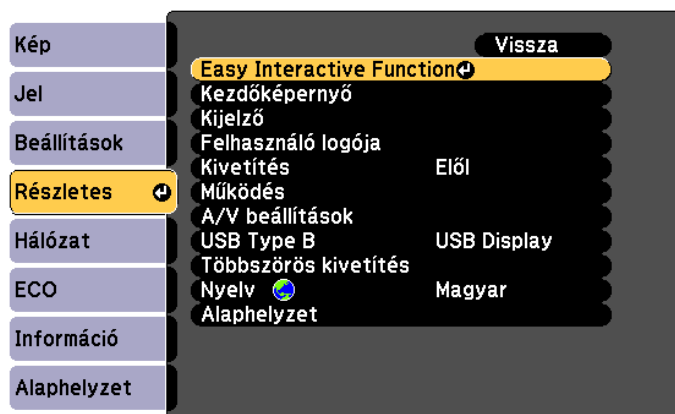 Kép
Jel
Beállítások
Részletes
Hálózat
ECO
Információ
Alaphelyzet
Vissza
Easy Interactive Function
Kezdőképernyő
Kijelző
Felhasználó logója
Kivetítés Elől
Működés
A/V beállítások
USB Type B USB Display
Többszörös kivetítés
Nyelv Magyar
Alaphelyzet